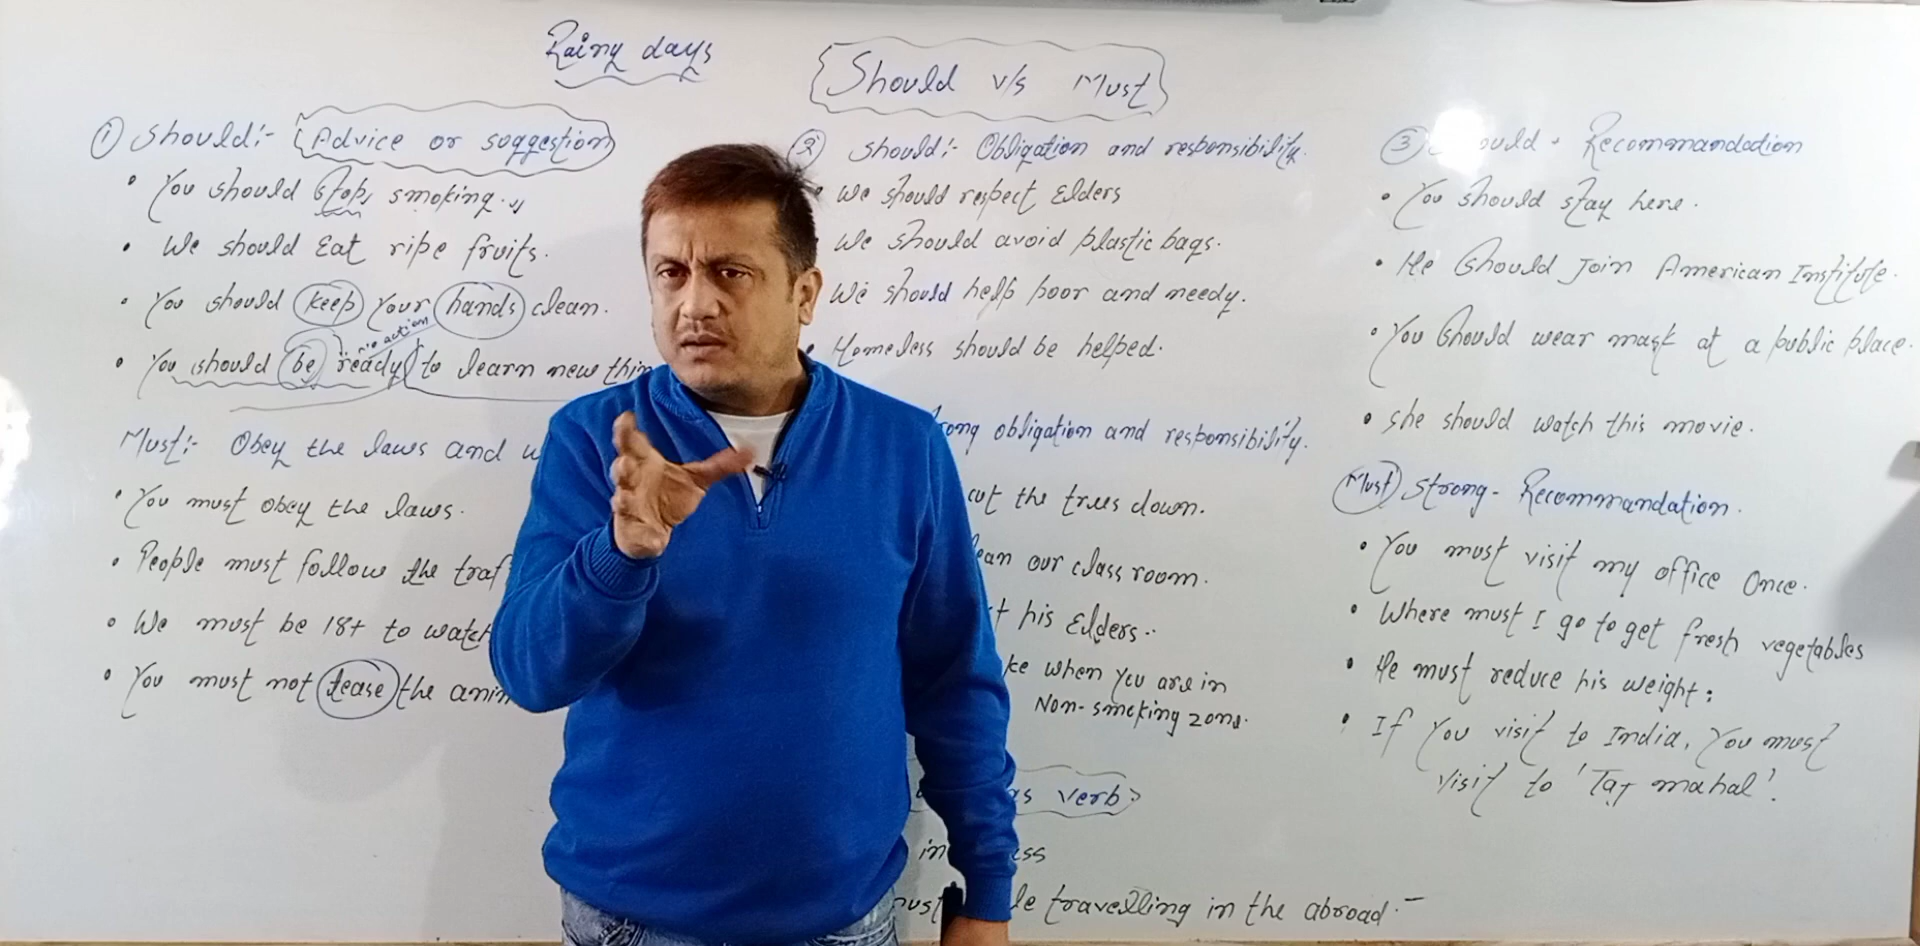 Rainy days
Should v/s Must
① Should:- Advice or suggestion
• You should stop smoking.
• We should Eat ripe fruits.
• You should keep your hands clean.
no action
• You should be ready to learn new thin
Must:- Obey the laws and
• You must obey the laws.
• People must follow the traf
• We must be 18+ to watch
• You must not tease the anim
② Should:- Obligation and responsibility.
• We should respect Elders
We should avoid plastic bags.
We should help poor and needy.
• Homeless should be helped.
rong obligation and responsibility.
cut the trees down.
ean our class room.
t his Elders..
ke when you are in
Non-smoking zone.
as verb
in ess
must le travelling in the abroad.-
③ ould - Recommandation
• You should stay here.
• He should Join American Institute.
• You should wear mask at a public place.
• She should watch this movie.
Must Strong- Recommandation.
• You must visit my office Once.
• Where must I go to get fresh vegetables
• He must reduce his weight:
• If you visit to India, You must
visit to 'Taj mahal'.